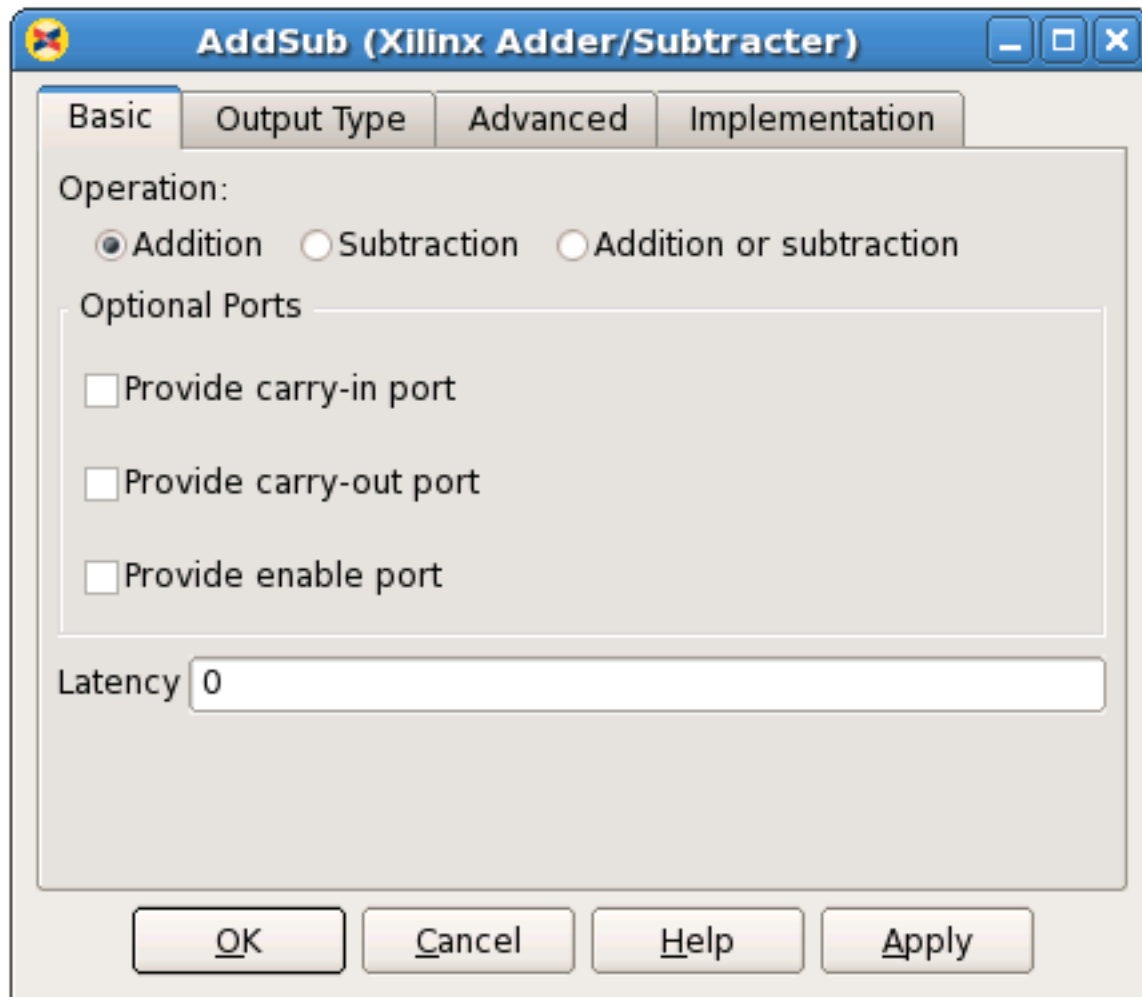 AddSub (Xilinx Adder/Subtracter)
Basic Output Type Advanced Implementation
Operation:
Addition Subtraction Addition or subtraction
Optional Ports
Provide carry-in port
Provide carry-out port
Provide enable port
Latency 0
OK Cancel Help Apply